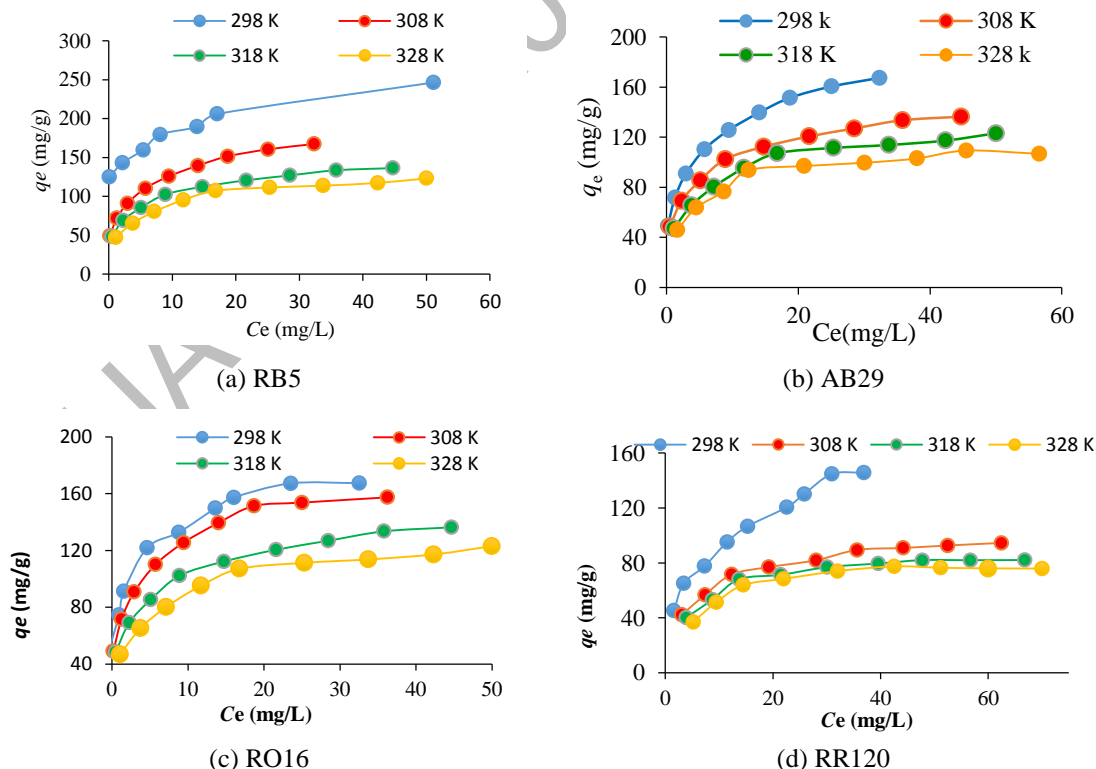 298 K 308 K
318 K 328 K
300
250
200
150
100
50
0
0 10 20 30 40 50 60
qe (mg/g)
Ce (mg/L)
(a) RB5
298 k 308 K
318 K 328 k
200
160
120
80
40
0
0 20 40 60
qe (mg/g)
Ce(mg/L)
(b) AB29
298 K 308 K
318 K 328 K
200
160
120
80
40
0 10 20 30 40 50
qe (mg/g)
Ce (mg/L)
(c) RO16
298 K 308 K 318 K 328 K
160
120
80
40
0
0 20 40 60
qe (mg/g)
Ce (mg/L)
(d) RR120